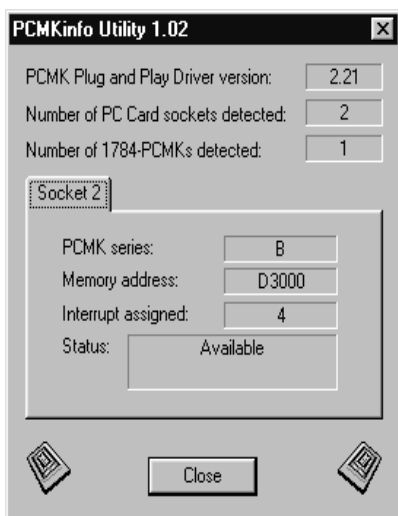 PCMKinfo Utility 1.02
PCMK Plug and Play Driver version: 2.21
Number of PC Card sockets detected: 2
Number of 1784-PCMKs detected: 1
Socket 2
PCMK series: B
Memory address: D3000
Interrupt assigned: 4
Status: Available
Close